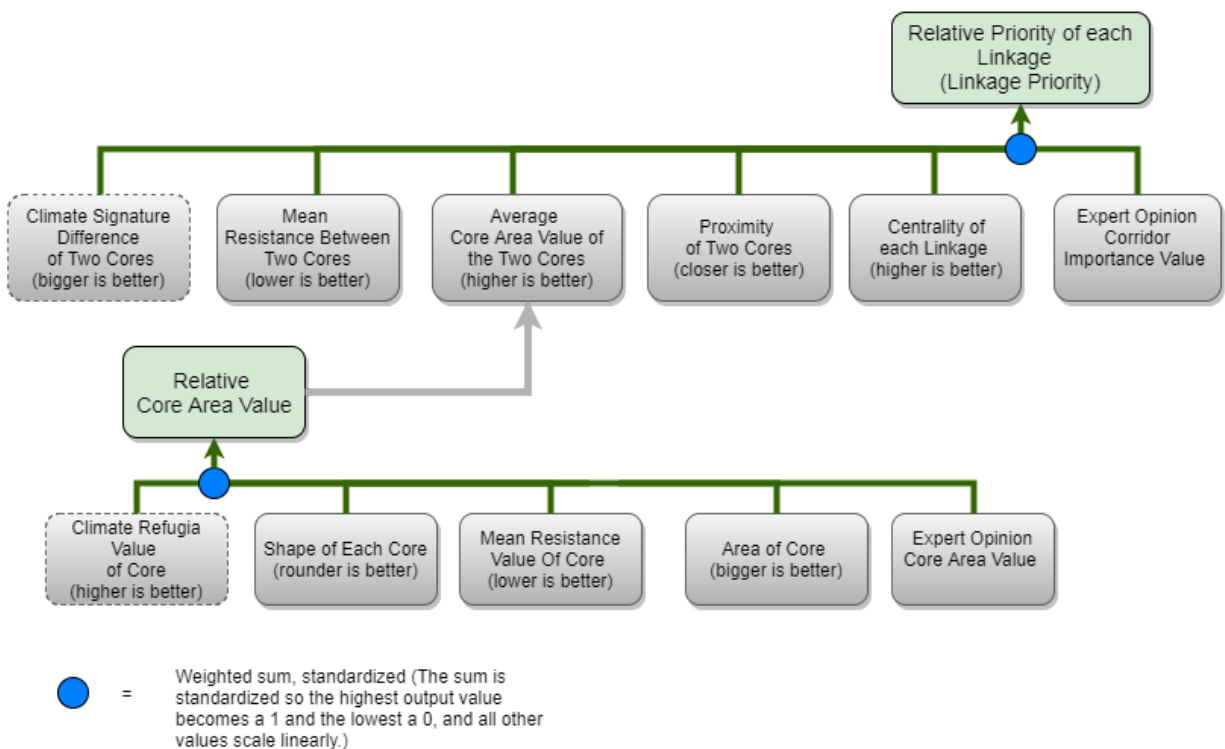 Relative Priority of each
Linkage
(Linkage Priority)
Climate Signature
Difference
of Two Cores
(bigger is better)
Mean
Resistance Between
Two Cores
(lower is better)
Average
Core Area Value of
the Two Cores
(higher is better)
Proximity
of Two Cores
(closer is better)
Centrality of
each Linkage
(higher is better)
Expert Opinion
Corridor
Importance Value
Relative
Core Area Value
Climate Refugia
Value
of Core
(higher is better)
Shape of Each Core
(rounder is better)
Mean Resistance
Value Of Core
(lower is better)
Area of Core
(bigger is better)
Expert Opinion
Core Area Value
=
Weighted sum, standardized (The sum is
standardized so the highest output value
becomes a 1 and the lowest a 0, and all other
values scale linearly.)